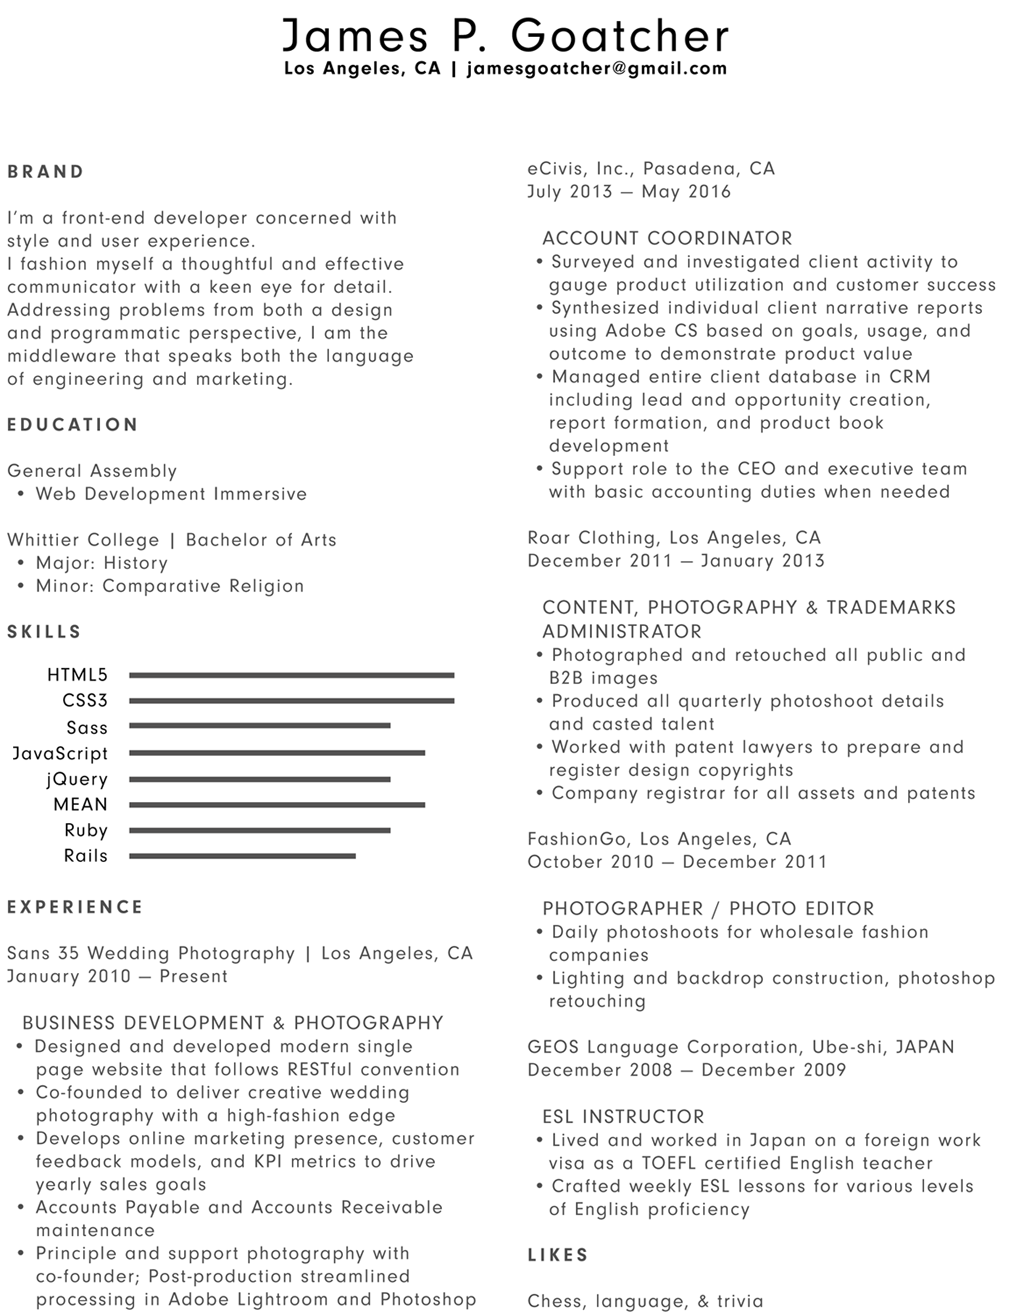 James P. Goatcher
Los Angeles, CA | jamesgoatcher@gmail.com
BRAND
I'm a front-end developer concerned with
style and user experience.
I fashion myself a thoughtful and effective
communicator with a keen eye for detail.
Addressing problems from both a design
and programmatic perspective, I am the
middleware that speaks both the language
of engineering and marketing.
EDUCATION
General Assembly
• Web Development Immersive
Whittier College | Bachelor of Arts
• Major: History
• Minor: Comparative Religion
SKILLS
HTML5
CSS3
Sass
JavaScript
jQuery
MEAN
Ruby
Rails
EXPERIENCE
Sans 35 Wedding Photography | Los Angeles, CA
January 2010 — Present
BUSINESS DEVELOPMENT & PHOTOGRAPHY
• Designed and developed modern single
page website that follows RESTful convention
• Co-founded to deliver creative wedding
photography with a high-fashion edge
• Develops online marketing presence, customer
feedback models, and KPI metrics to drive
yearly sales goals
• Accounts Payable and Accounts Receivable
maintenance
• Principle and support photography with
co-founder; Post-production streamlined
processing in Adobe Lightroom and Photoshop
eCivis, Inc., Pasadena, CA
July 2013 — May 2016
ACCOUNT COORDINATOR
• Surveyed and investigated client activity to
gauge product utilization and customer success
• Synthesized individual client narrative reports
using Adobe CS based on goals, usage, and
outcome to demonstrate product value
• Managed entire client database in CRM
including lead and opportunity creation,
report formation, and product book
development
• Support role to the CEO and executive team
with basic accounting duties when needed
Roar Clothing, Los Angeles, CA
December 2011 — January 2013
CONTENT, PHOTOGRAPHY & TRADEMARKS
ADMINISTRATOR
• Photographed and retouched all public and
B2B images
• Produced all quarterly photoshoot details
and casted talent
• Worked with patent lawyers to prepare and
register design copyrights
• Company registrar for all assets and patents
FashionGo, Los Angeles, CA
October 2010 — December 2011
PHOTOGRAPHER / PHOTO EDITOR
• Daily photoshoots for wholesale fashion
companies
• Lighting and backdrop construction, photoshop
retouching
GEOS Language Corporation, Ube-shi, JAPAN
December 2008 — December 2009
ESL INSTRUCTOR
• Lived and worked in Japan on a foreign work
visa as a TOEFL certified English teacher
• Crafted weekly ESL lessons for various levels
of English proficiency
LIKES
Chess, language, & trivia